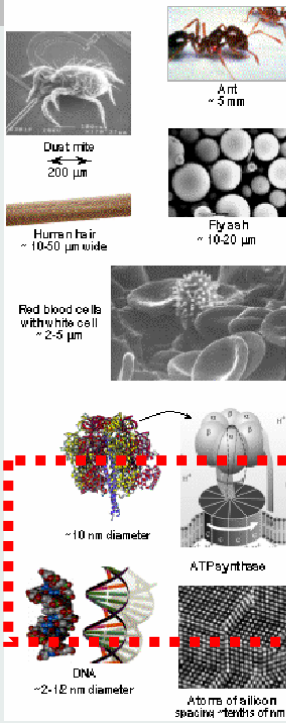 Ant
~ 5 mm
Dust mite
200 µm
Human hair
~ 10-50 µm wide
Fly ash
~ 10-20 µm
Red blood cells
with white cell
~ 2-5 µm
~10 nm diameter
ATP synthase
DNA
~2-1/2 nm diameter
Atoms of silicon
spacing ~tenths of nm